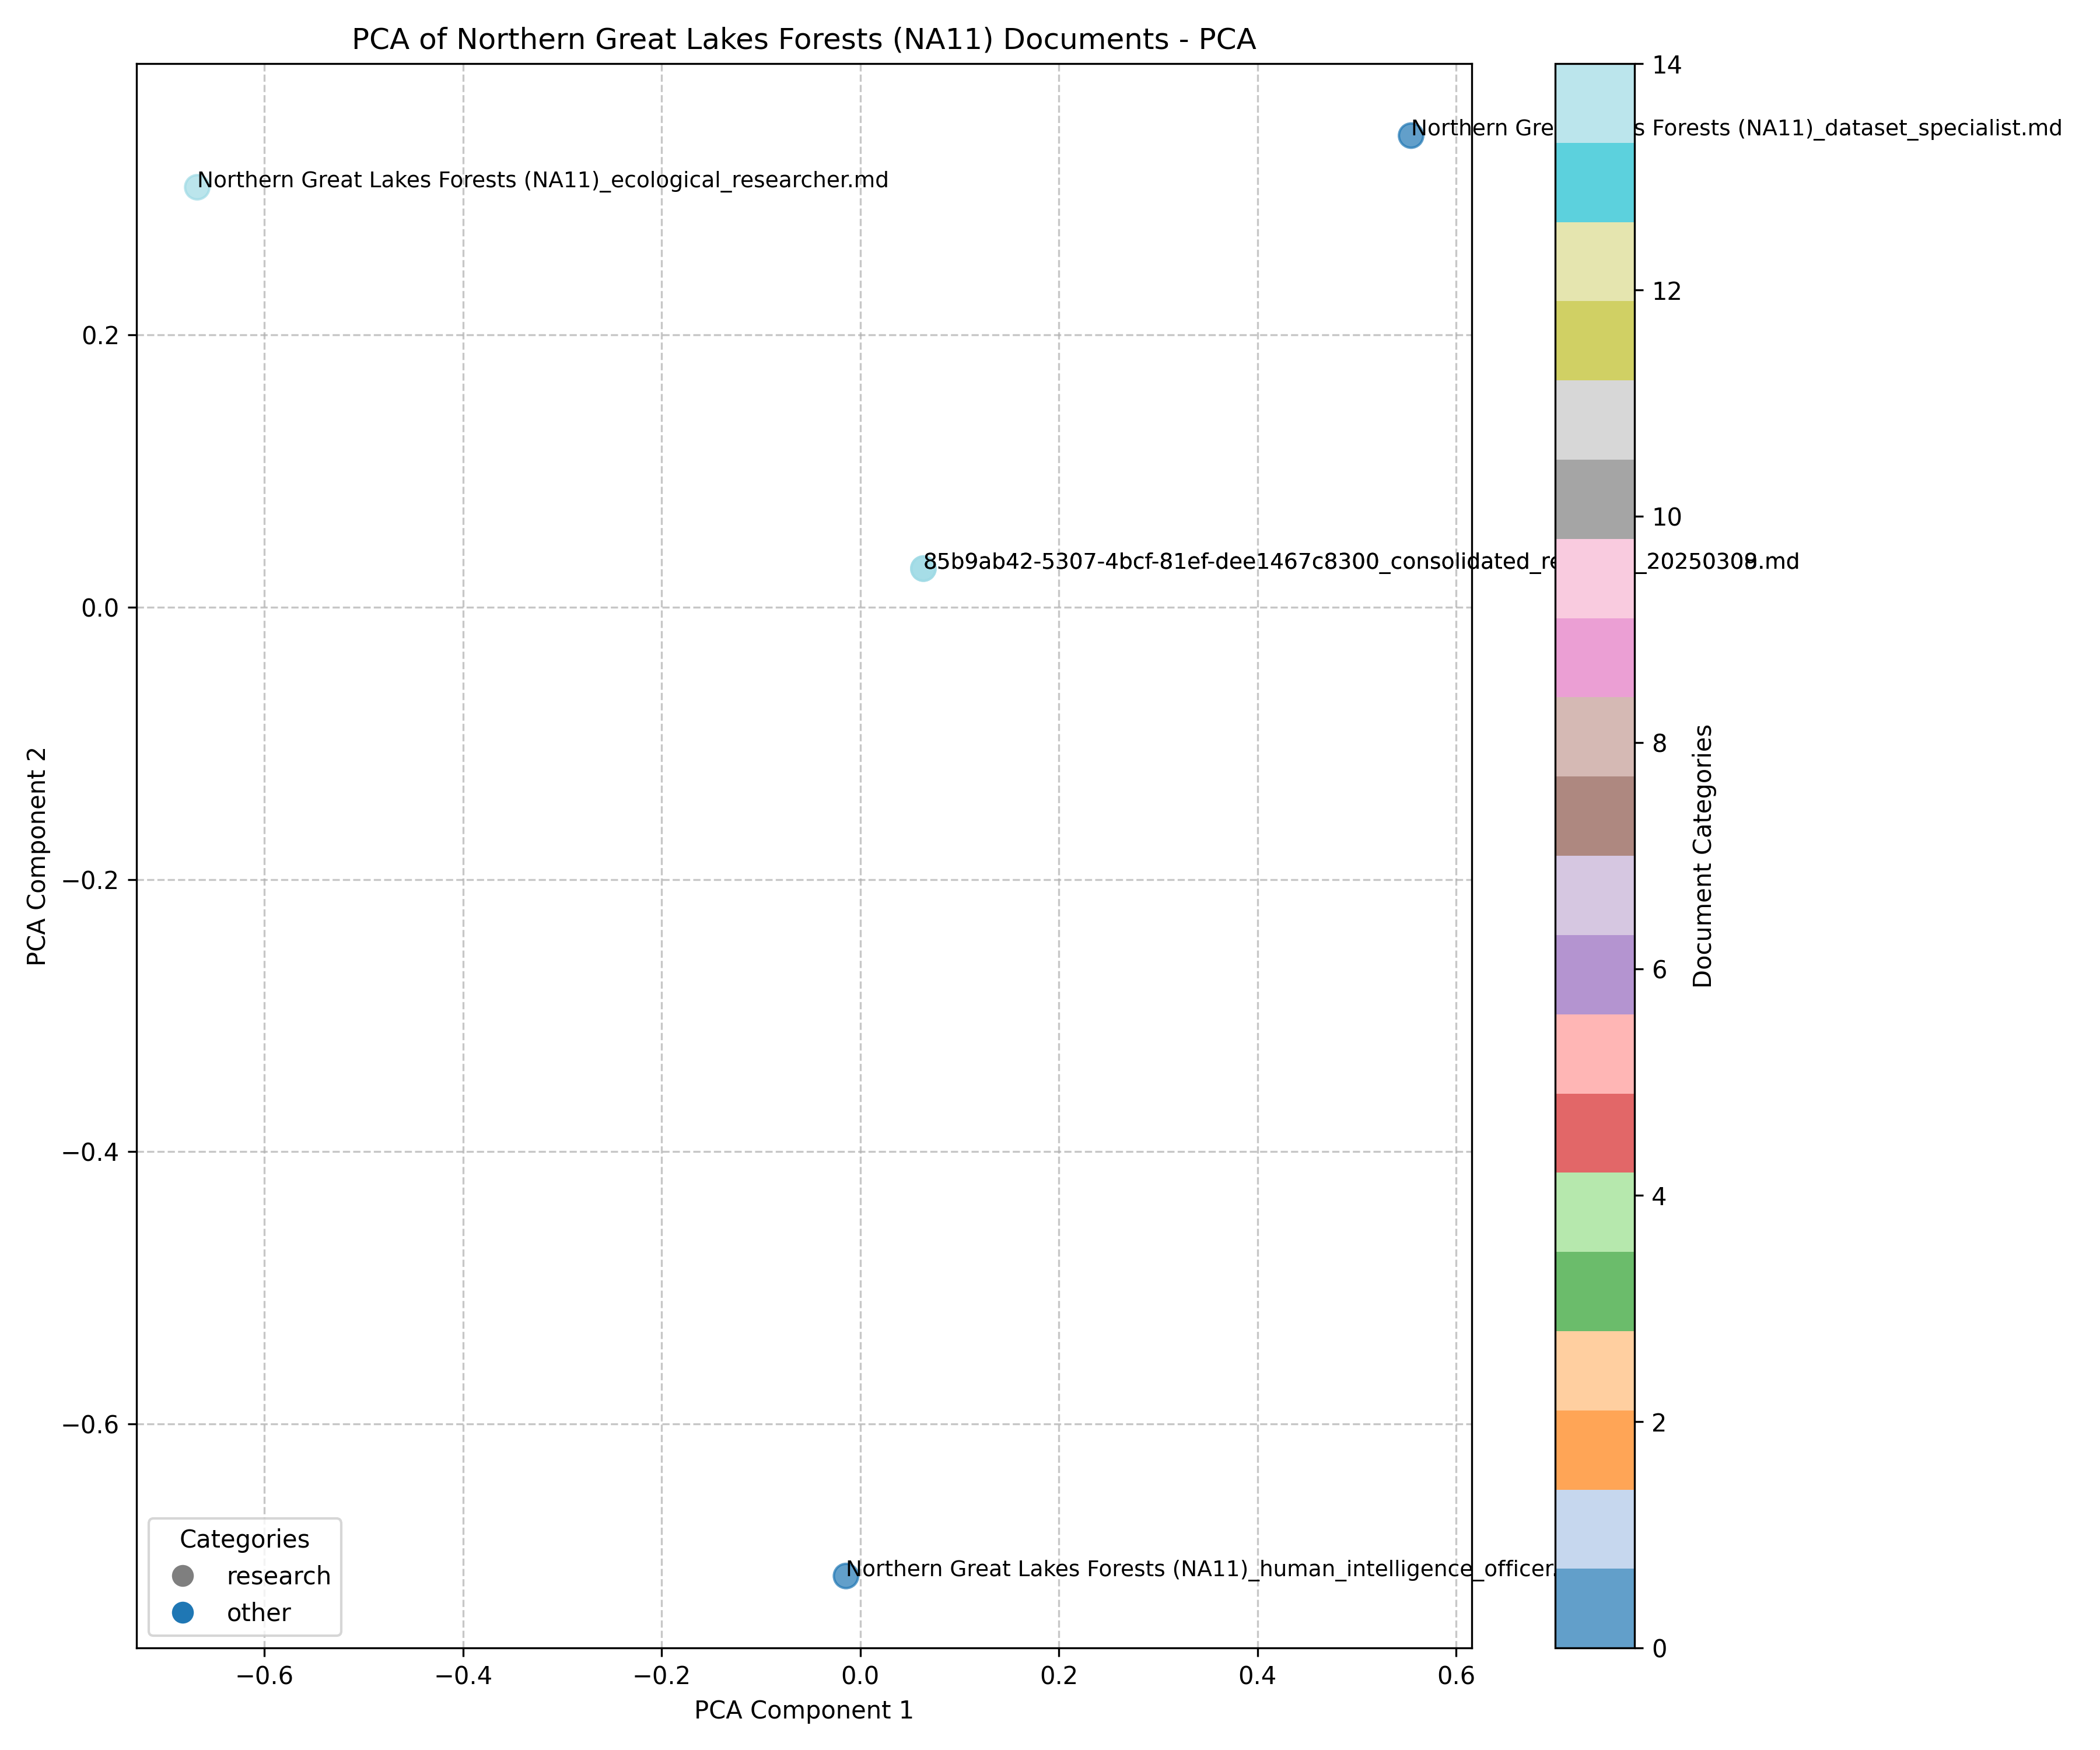 PCA of Northern Great Lakes Forests (NA11) Documents - PCA
Northern Gre s Forests (NA11)_dataset_specialist.md
Northern Great Lakes Forests (NA11)_ecological_researcher.md
85b9ab42-5307-4bcf-81ef-dee1467c8300_consolidated_re _2025030 .md
Northern Great Lakes Forests (NA11)_human_intelligence_officer.
0.2
0.0
−0.2
−0.4
−0.6
PCA Component 2
−0.6
−0.4
−0.2
0.0
0.2
0.4
0.6
PCA Component 1
Categories
research
other
14
12
10
8
6
4
2
0
Document Categories